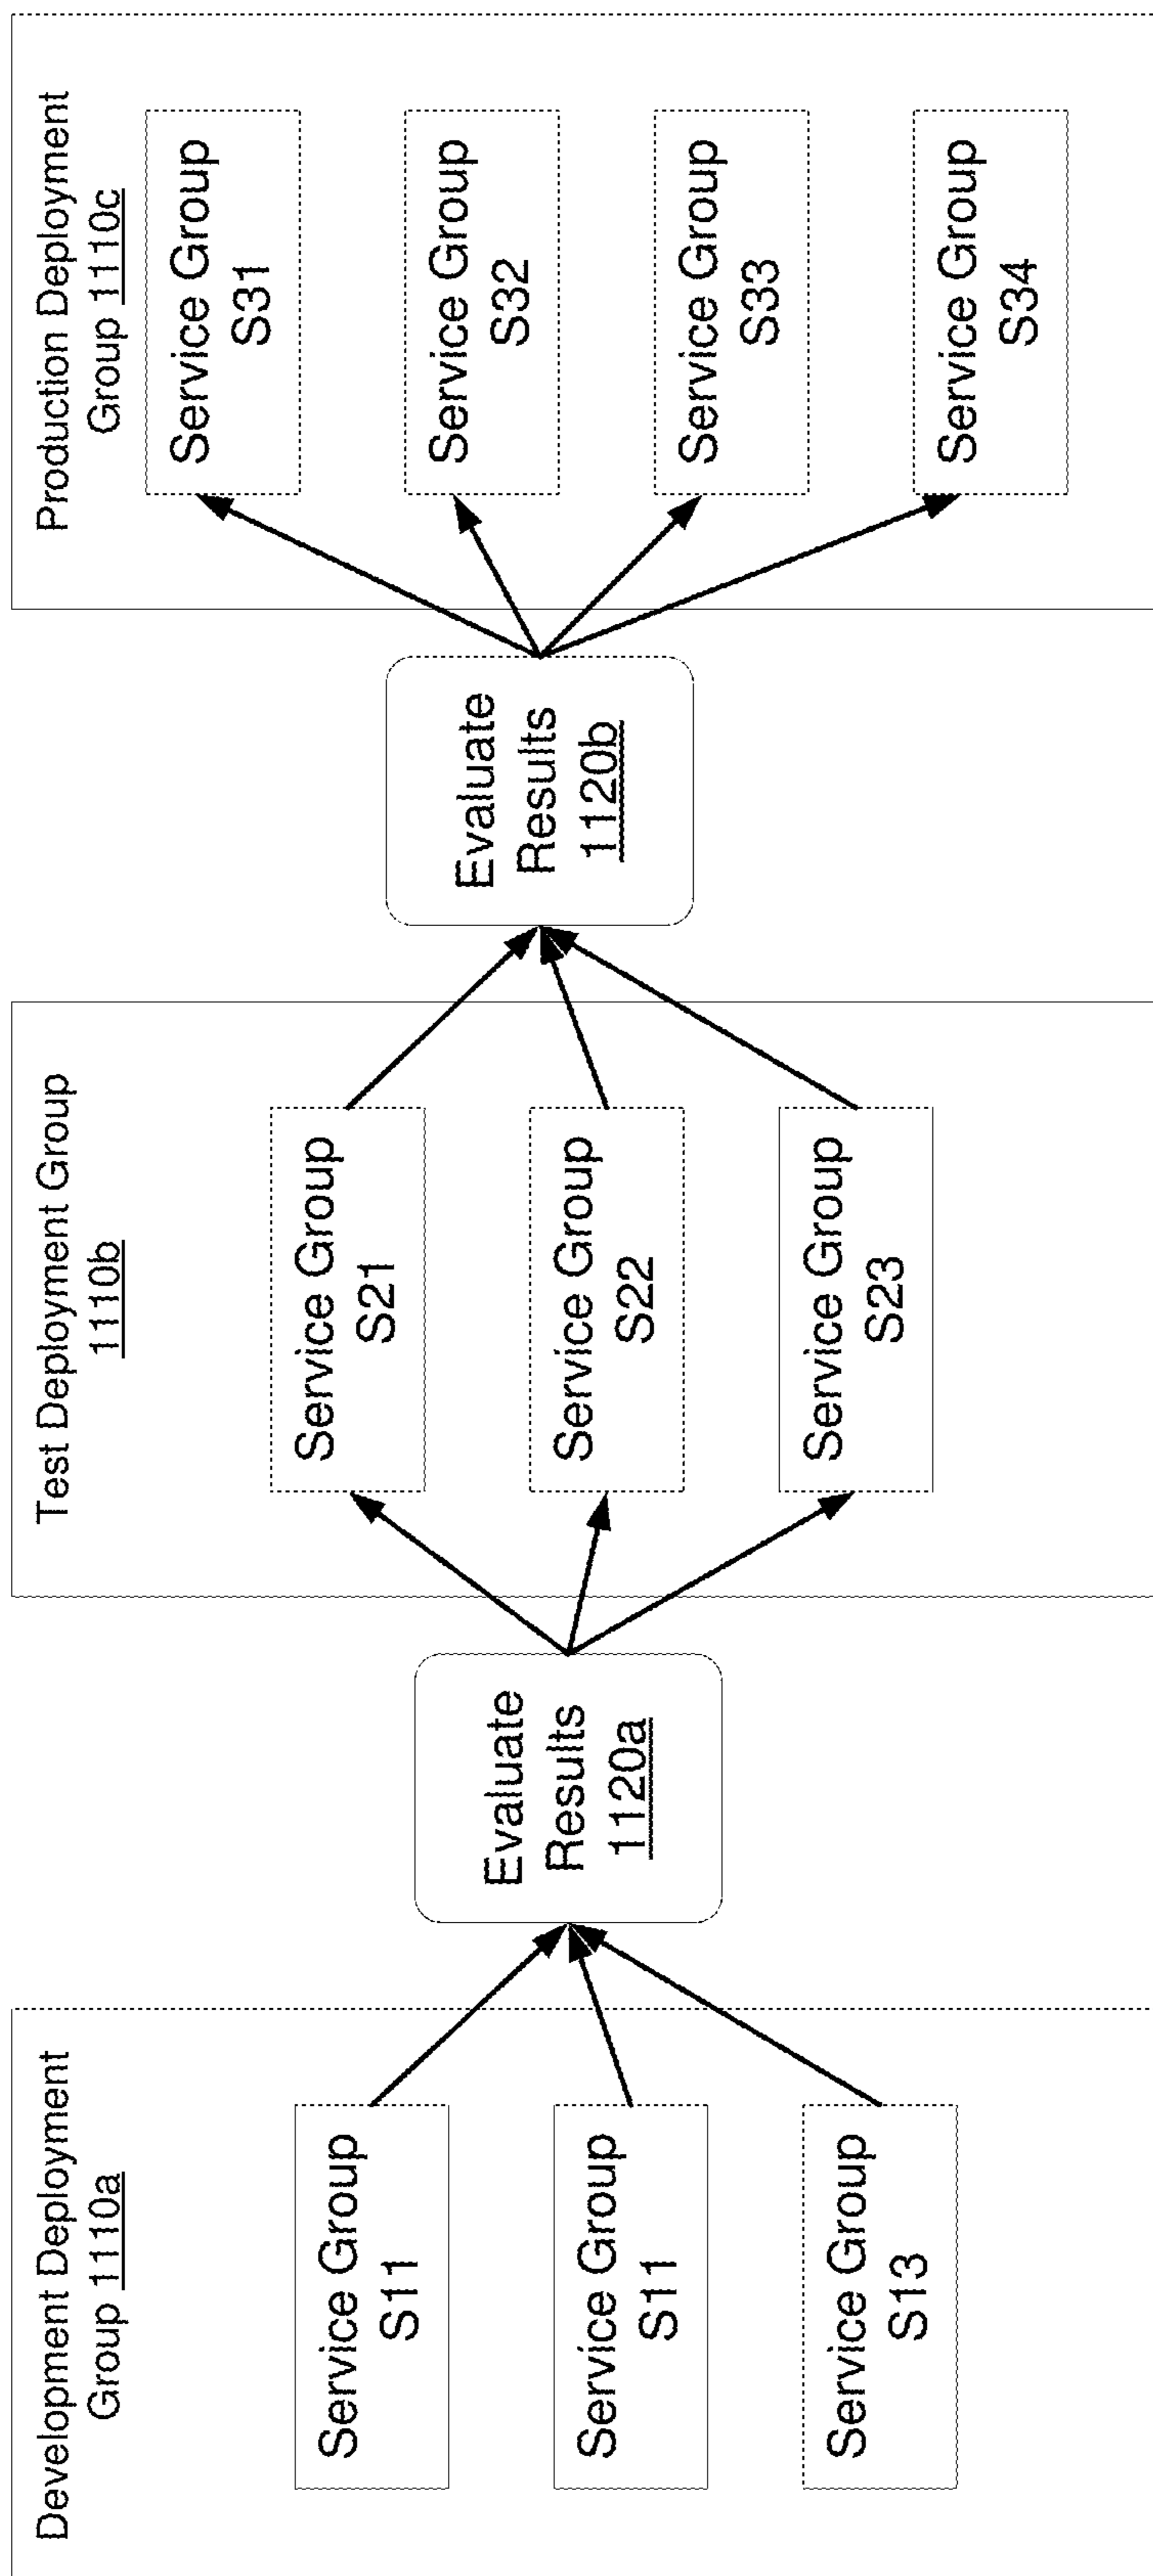 Development Deployment
Group 1110a
Service Group
S11
Service Group
S11
Service Group
S13
Evaluate
Results
1120a
Test Deployment Group
1110b
Service Group
S21
Service Group
S22
Service Group
S23
Evaluate
Results
1120b
Production Deployment
Group 1110c
Service Group
S31
Service Group
S32
Service Group
S33
Service Group
S34